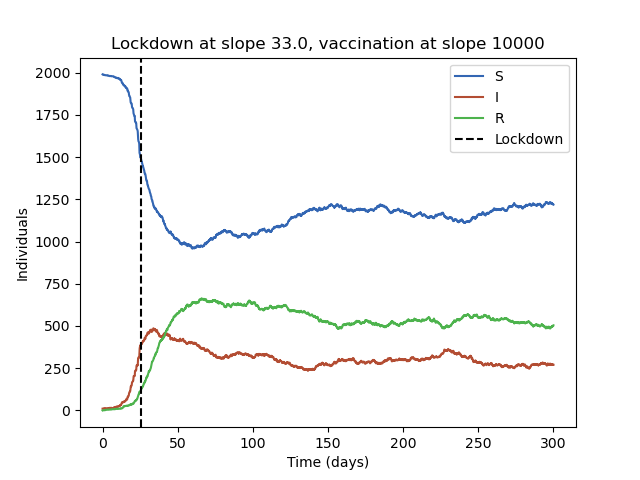 Lockdown at slope 33.0, vaccination at slope 10000
S
I
R
Lockdown
Individuals
2000
1750
1500
1250
1000
750
500
250
0
0 50 100 150 200 250 300
Time (days)